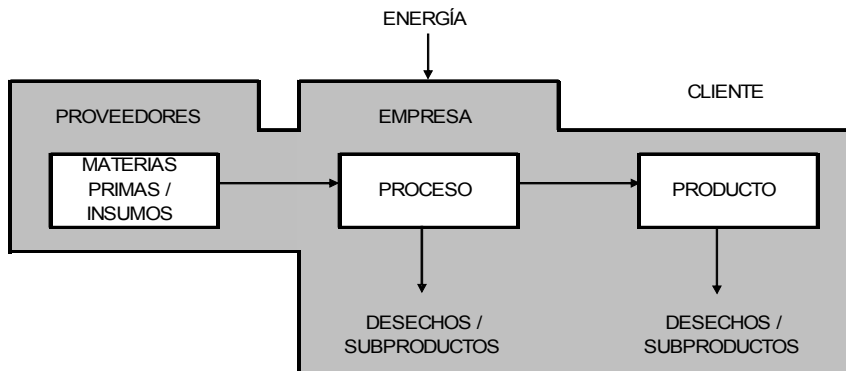 ENERGÍA
CLIENTE
PROVEEDORES
EMPRESA
MATERIAS
PRIMAS /
INSUMOS
PROCESO
PRODUCTO
DESECHOS /
SUBPRODUCTOS
DESECHOS /
SUBPRODUCTOS